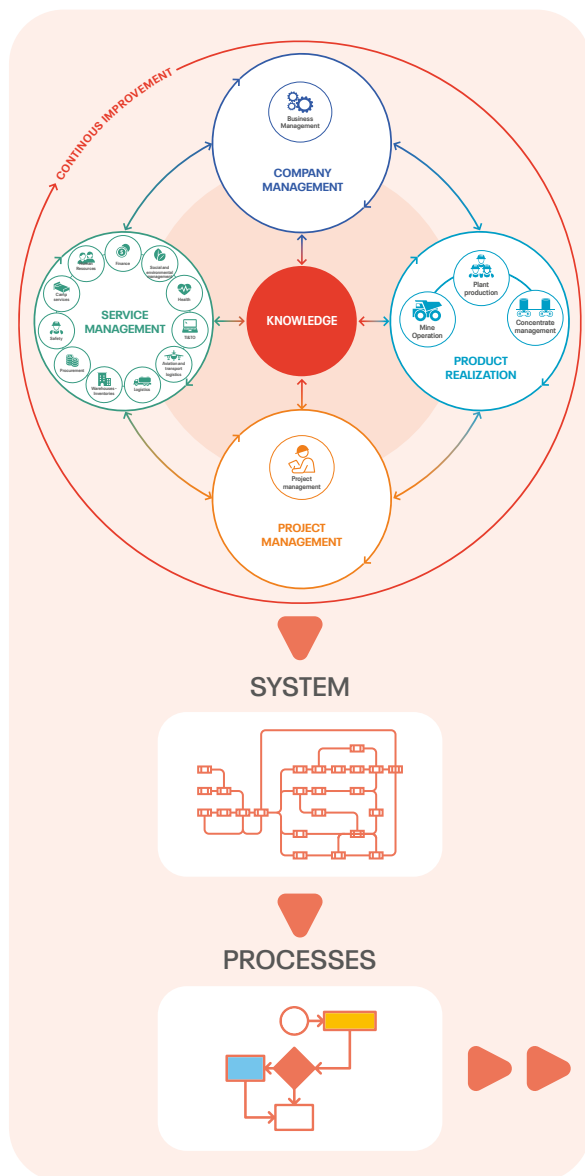 CONTINOUS IMPROVEMENT
Business
Management
COMPANY
MANAGEMENT
Resources
Finance
Social and
environmental
management
Camp
services
Health
SERVICE
MANAGEMENT
Safety
TI&TO
Procurement
Aviation and
transport
logistics
Warehouses -
Inventories
Logistics
KNOWLEDGE
Plant
production
Mine
Operation
Concentrate
management
PRODUCT
REALIZATION
Project
management
PROJECT
MANAGEMENT
SYSTEM
PROCESSES